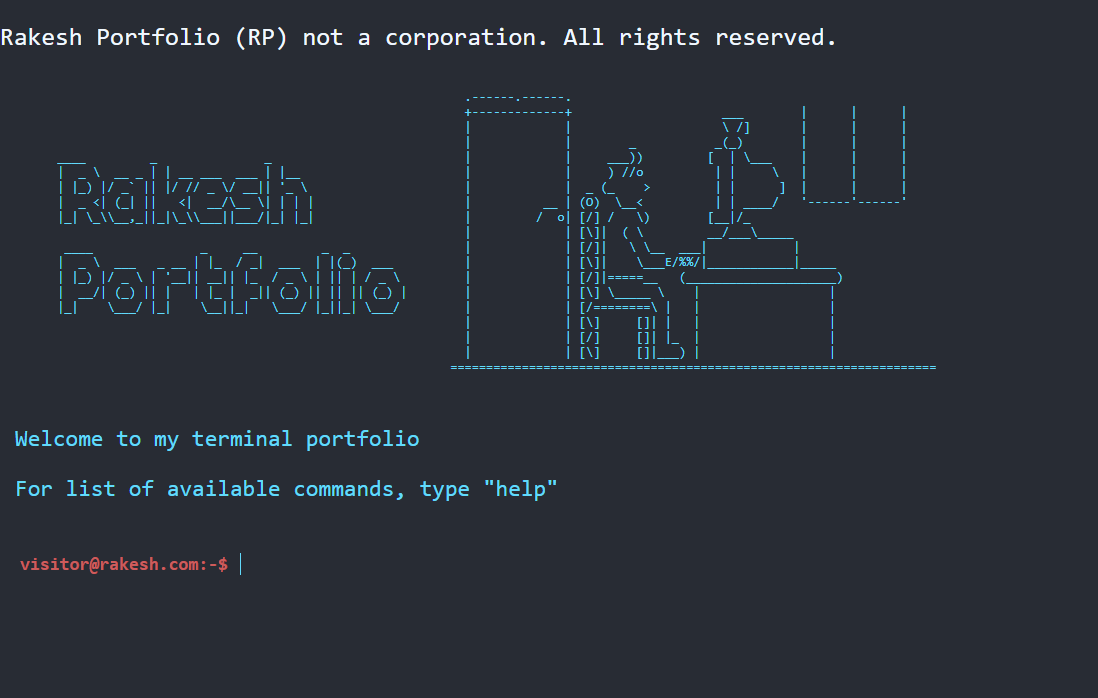 Rakesh Portfolio (RP) not a corporation. All rights reserved.
Rakesh
Portfolio
Welcome to my terminal portfolio
For list of available commands, type "help"
visitor@rakesh.com:-$